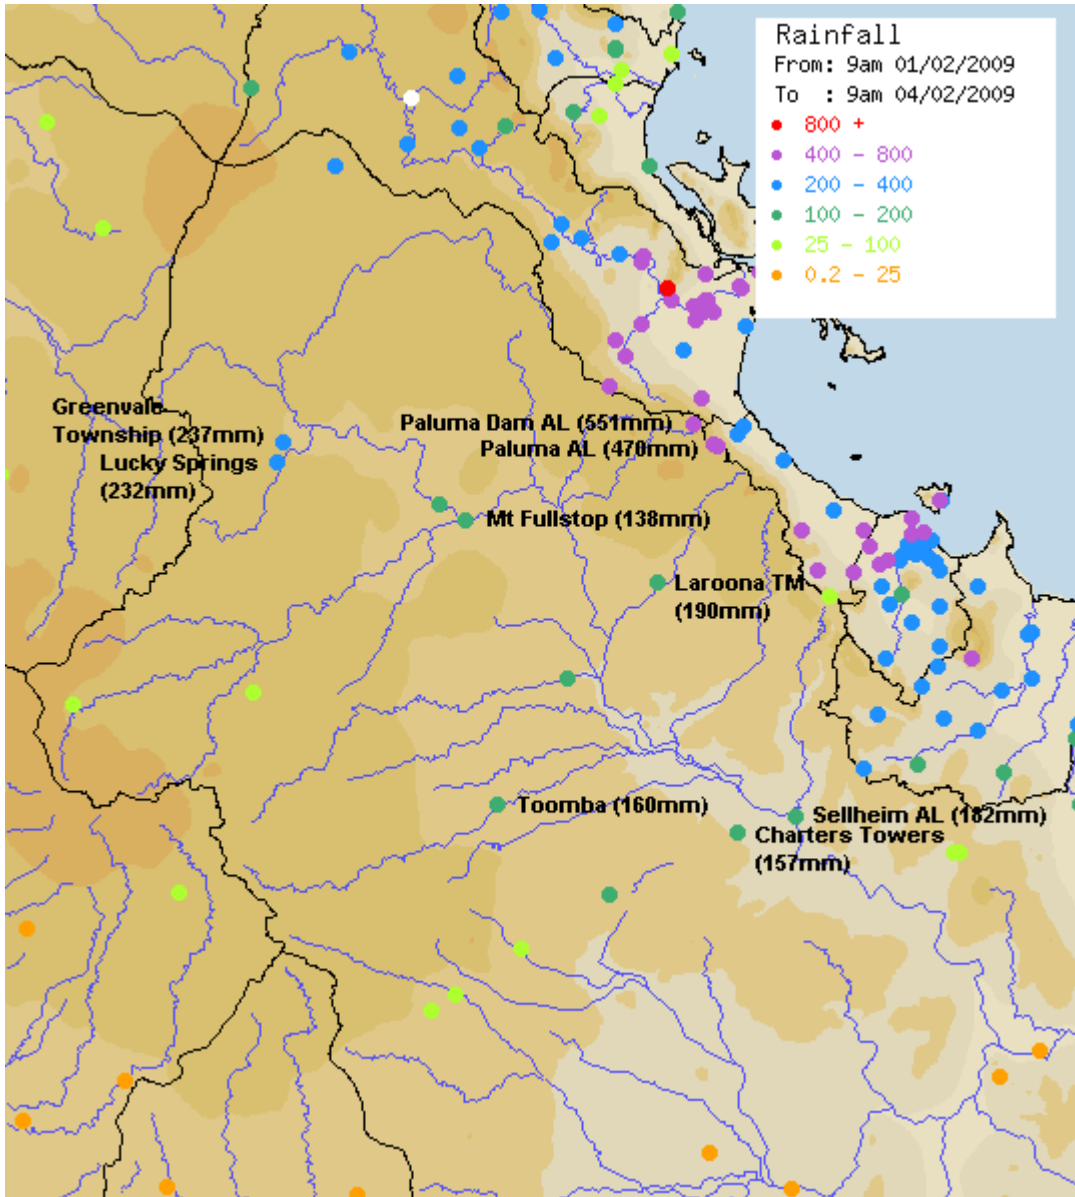 Rainfall
From: 9am 01/02/2009
To : 9am 04/02/2009
800 +
400 - 800
200 - 400
100 - 200
25 - 100
0.2 - 25
Greenvale
Township (237mm)
Lucky Springs
(232mm)
Paluma Dam AL (551mm)
Paluma AL (470mm)
Mt Fullstop (138mm)
Laroona TM
(190mm)
Toomba (160mm)
Sellheim AL (182mm)
Charters Towers
(157mm)